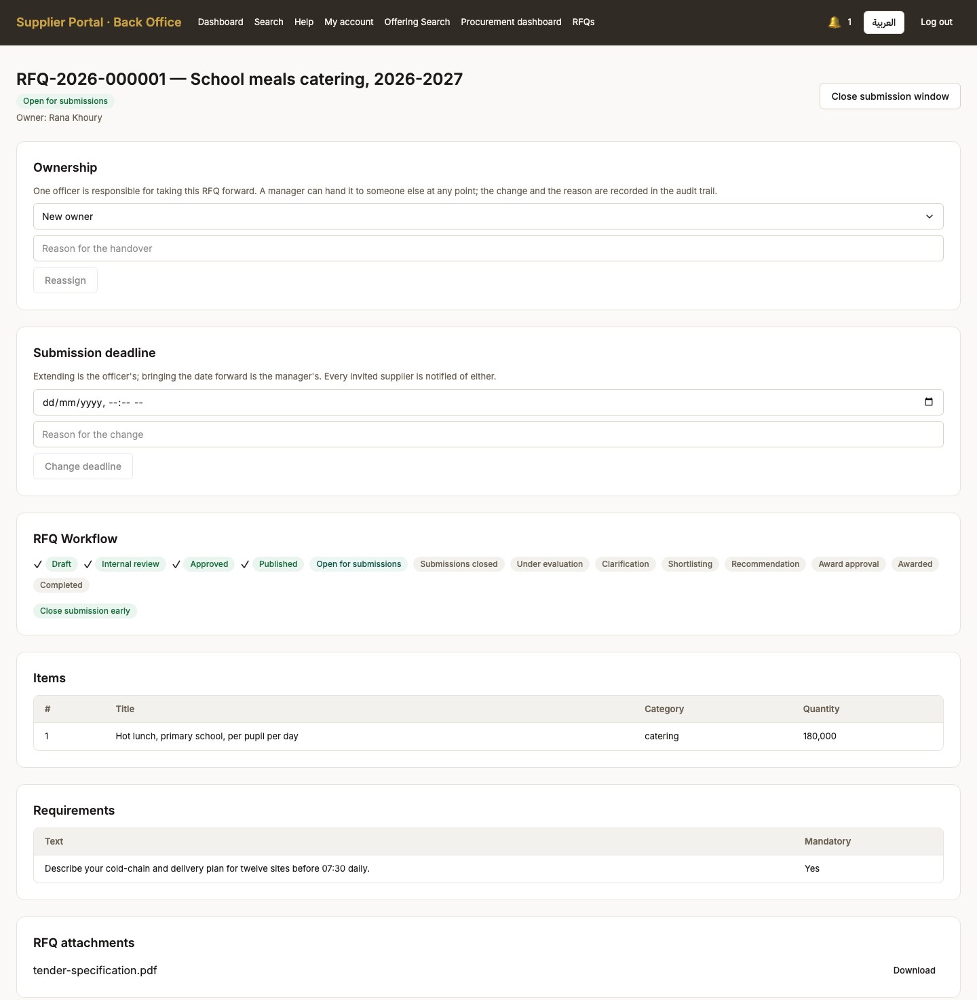 Supplier Portal · Back Office Dashboard Search Help My account Offering Search Procurement dashboard RFQs 1 العربية Log out
RFQ-2026-000001 — School meals catering, 2026-2027
Open for submissions
Close submission window
Owner: Rana Khoury
Ownership
One officer is responsible for taking this RFQ forward. A manager can hand it to someone else at any point; the change and the reason are recorded in the audit trail.
New owner
Reason for the handover
Reassign
Submission deadline
Extending is the officer's; bringing the date forward is the manager's. Every invited supplier is notified of either.
dd/mm/yyyy, --:-- --
Reason for the change
Change deadline
RFQ Workflow
✓ Draft ✓ Internal review ✓ Approved ✓ Published Open for submissions Submissions closed Under evaluation Clarification Shortlisting Recommendation Award approval Awarded
Completed
Close submission early
Items
# Title Category Quantity
1 Hot lunch, primary school, per pupil per day catering 180,000
Requirements
Text Mandatory
Describe your cold-chain and delivery plan for twelve sites before 07:30 daily. Yes
RFQ attachments
tender-specification.pdf Download